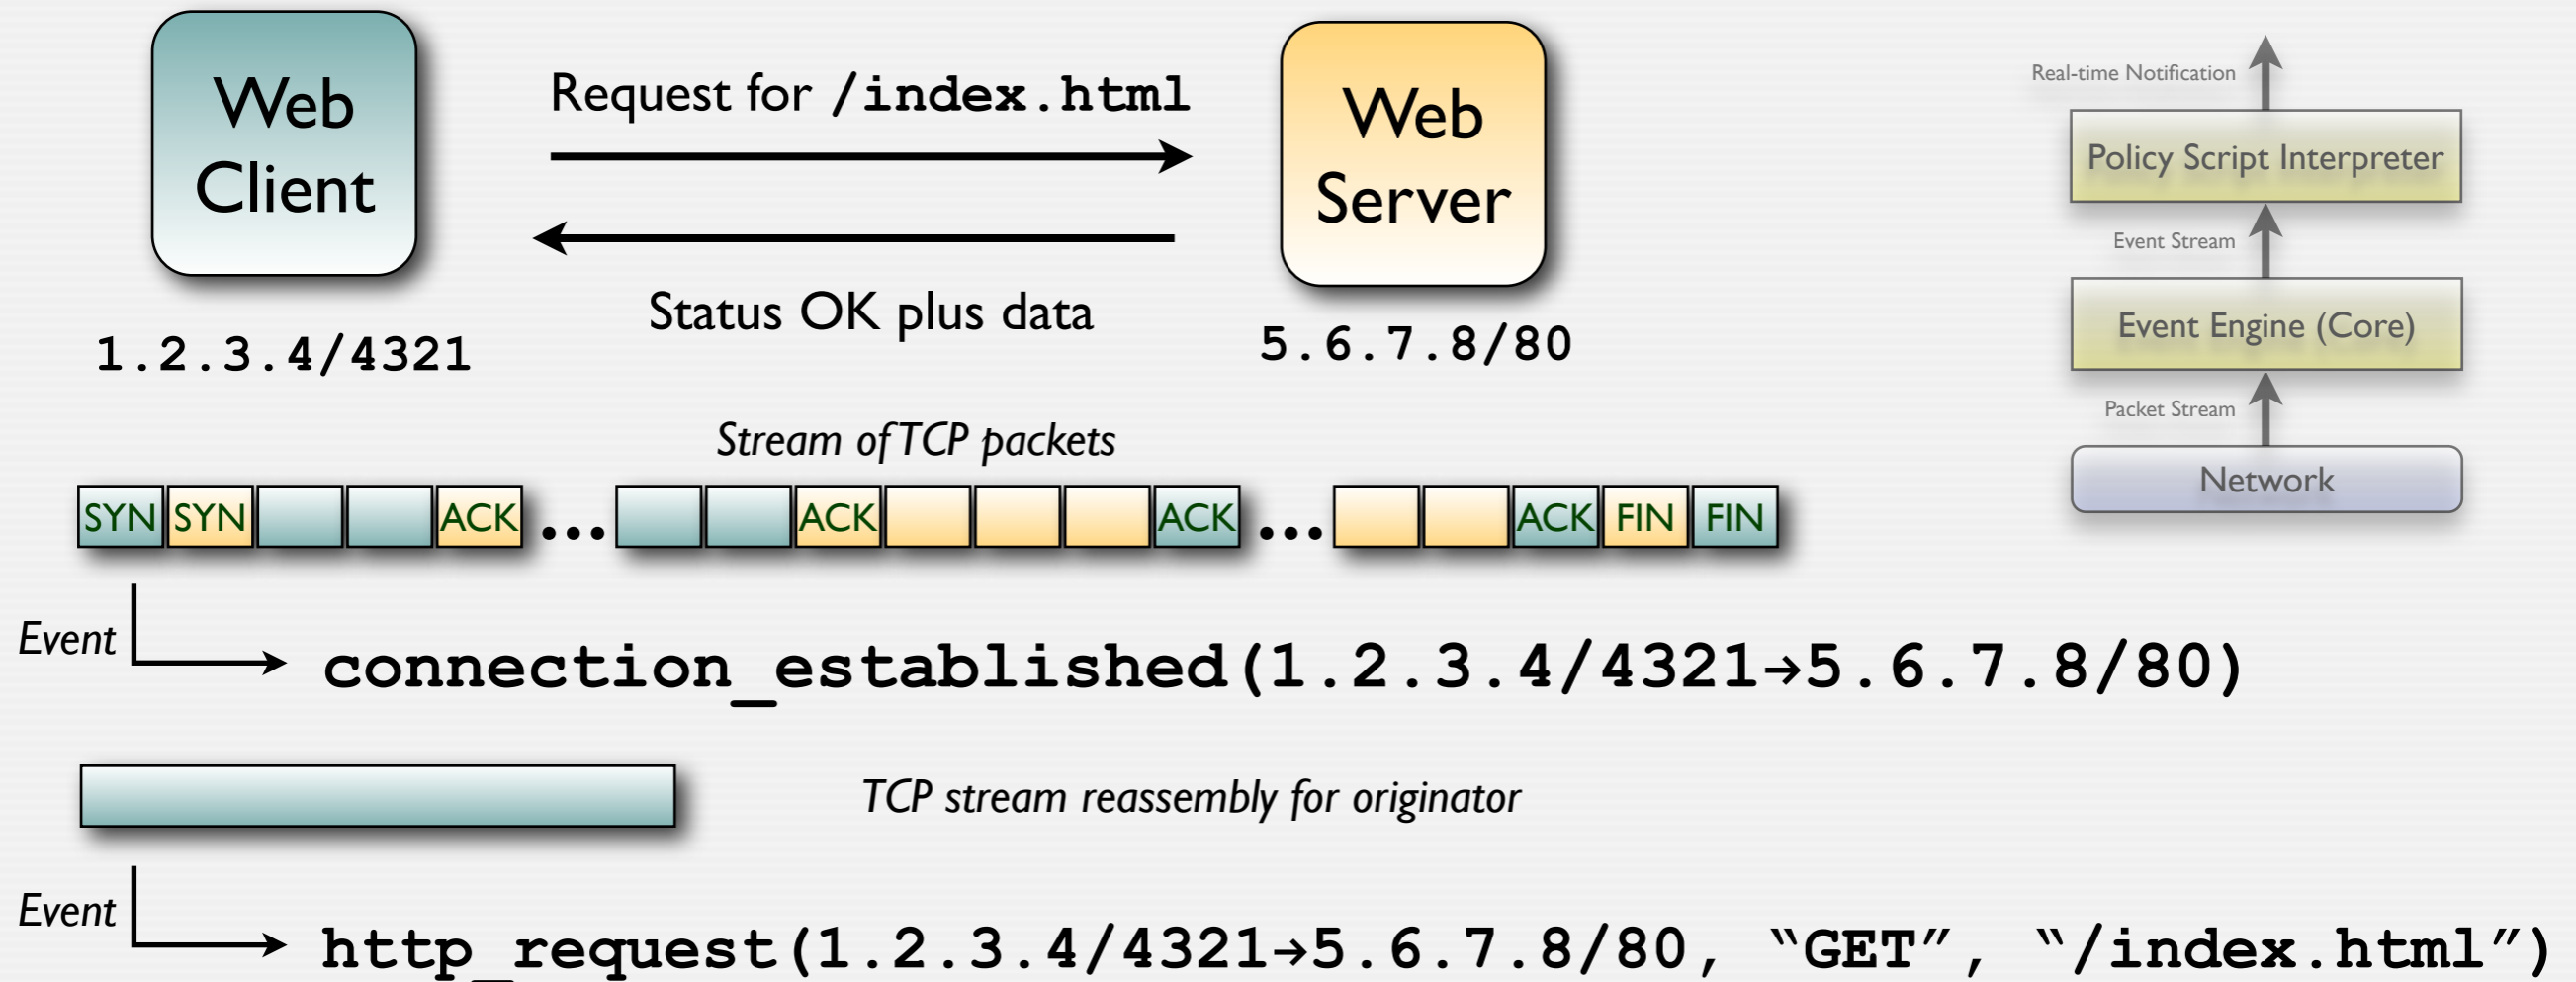 Web
Client
Request for /index.html
Web
Server
Status OK plus data
1.2.3.4/4321
5.6.7.8/80
Real-time Notification
Policy Script Interpreter
Event Stream
Event Engine (Core)
Packet Stream
Network
Stream of TCP packets
SYN SYN ACK ... ACK ACK ... ACK FIN FIN
Event
connection_established(1.2.3.4/4321→5.6.7.8/80)
TCP stream reassembly for originator
Event
http_request(1.2.3.4/4321→5.6.7.8/80, “GET”, “/index.html”)